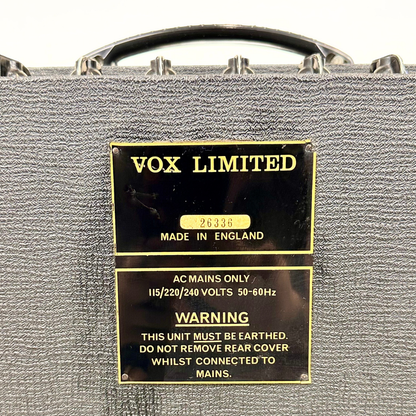 VOX LIMITED
26336
MADE IN ENGLAND
AC MAINS ONLY
115/220/240 VOLTS 50-60Hz
WARNING
THIS UNIT MUST BE EARTHED.
DO NOT REMOVE REAR COVER
WHILST CONNECTED TO
MAINS.